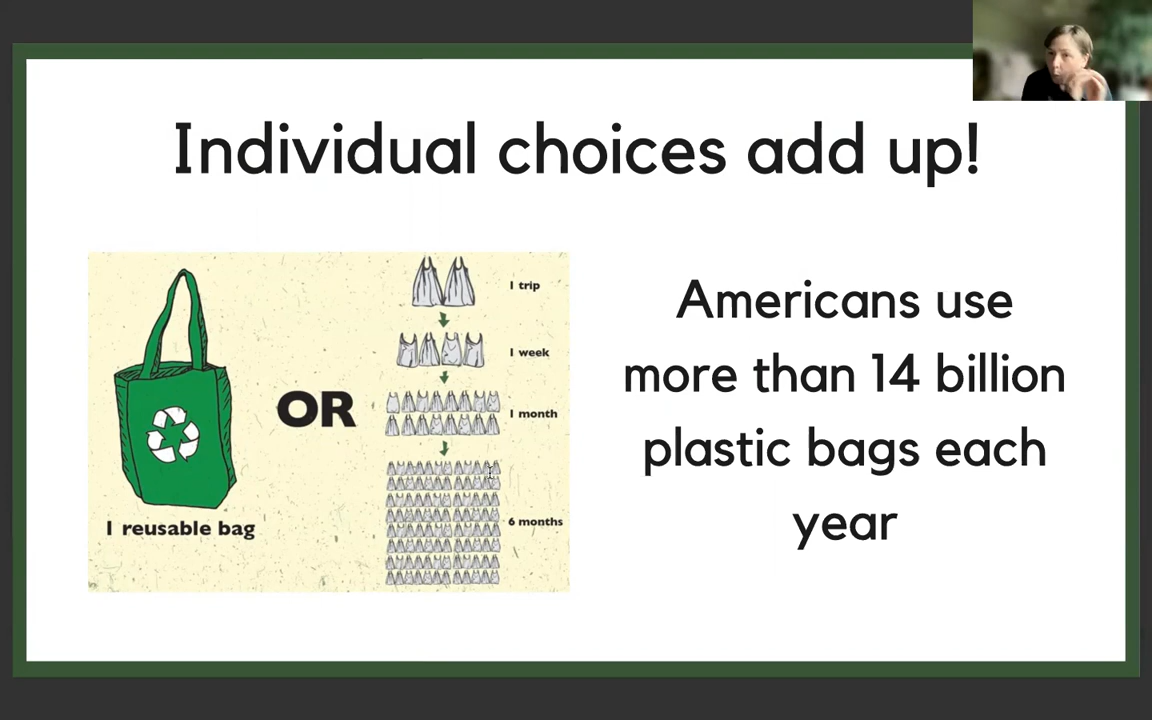 Individual choices add up!
1 trip
1 week
OR
1 month
6 months
1 reusable bag
Americans use
more than 14 billion
plastic bags each
year